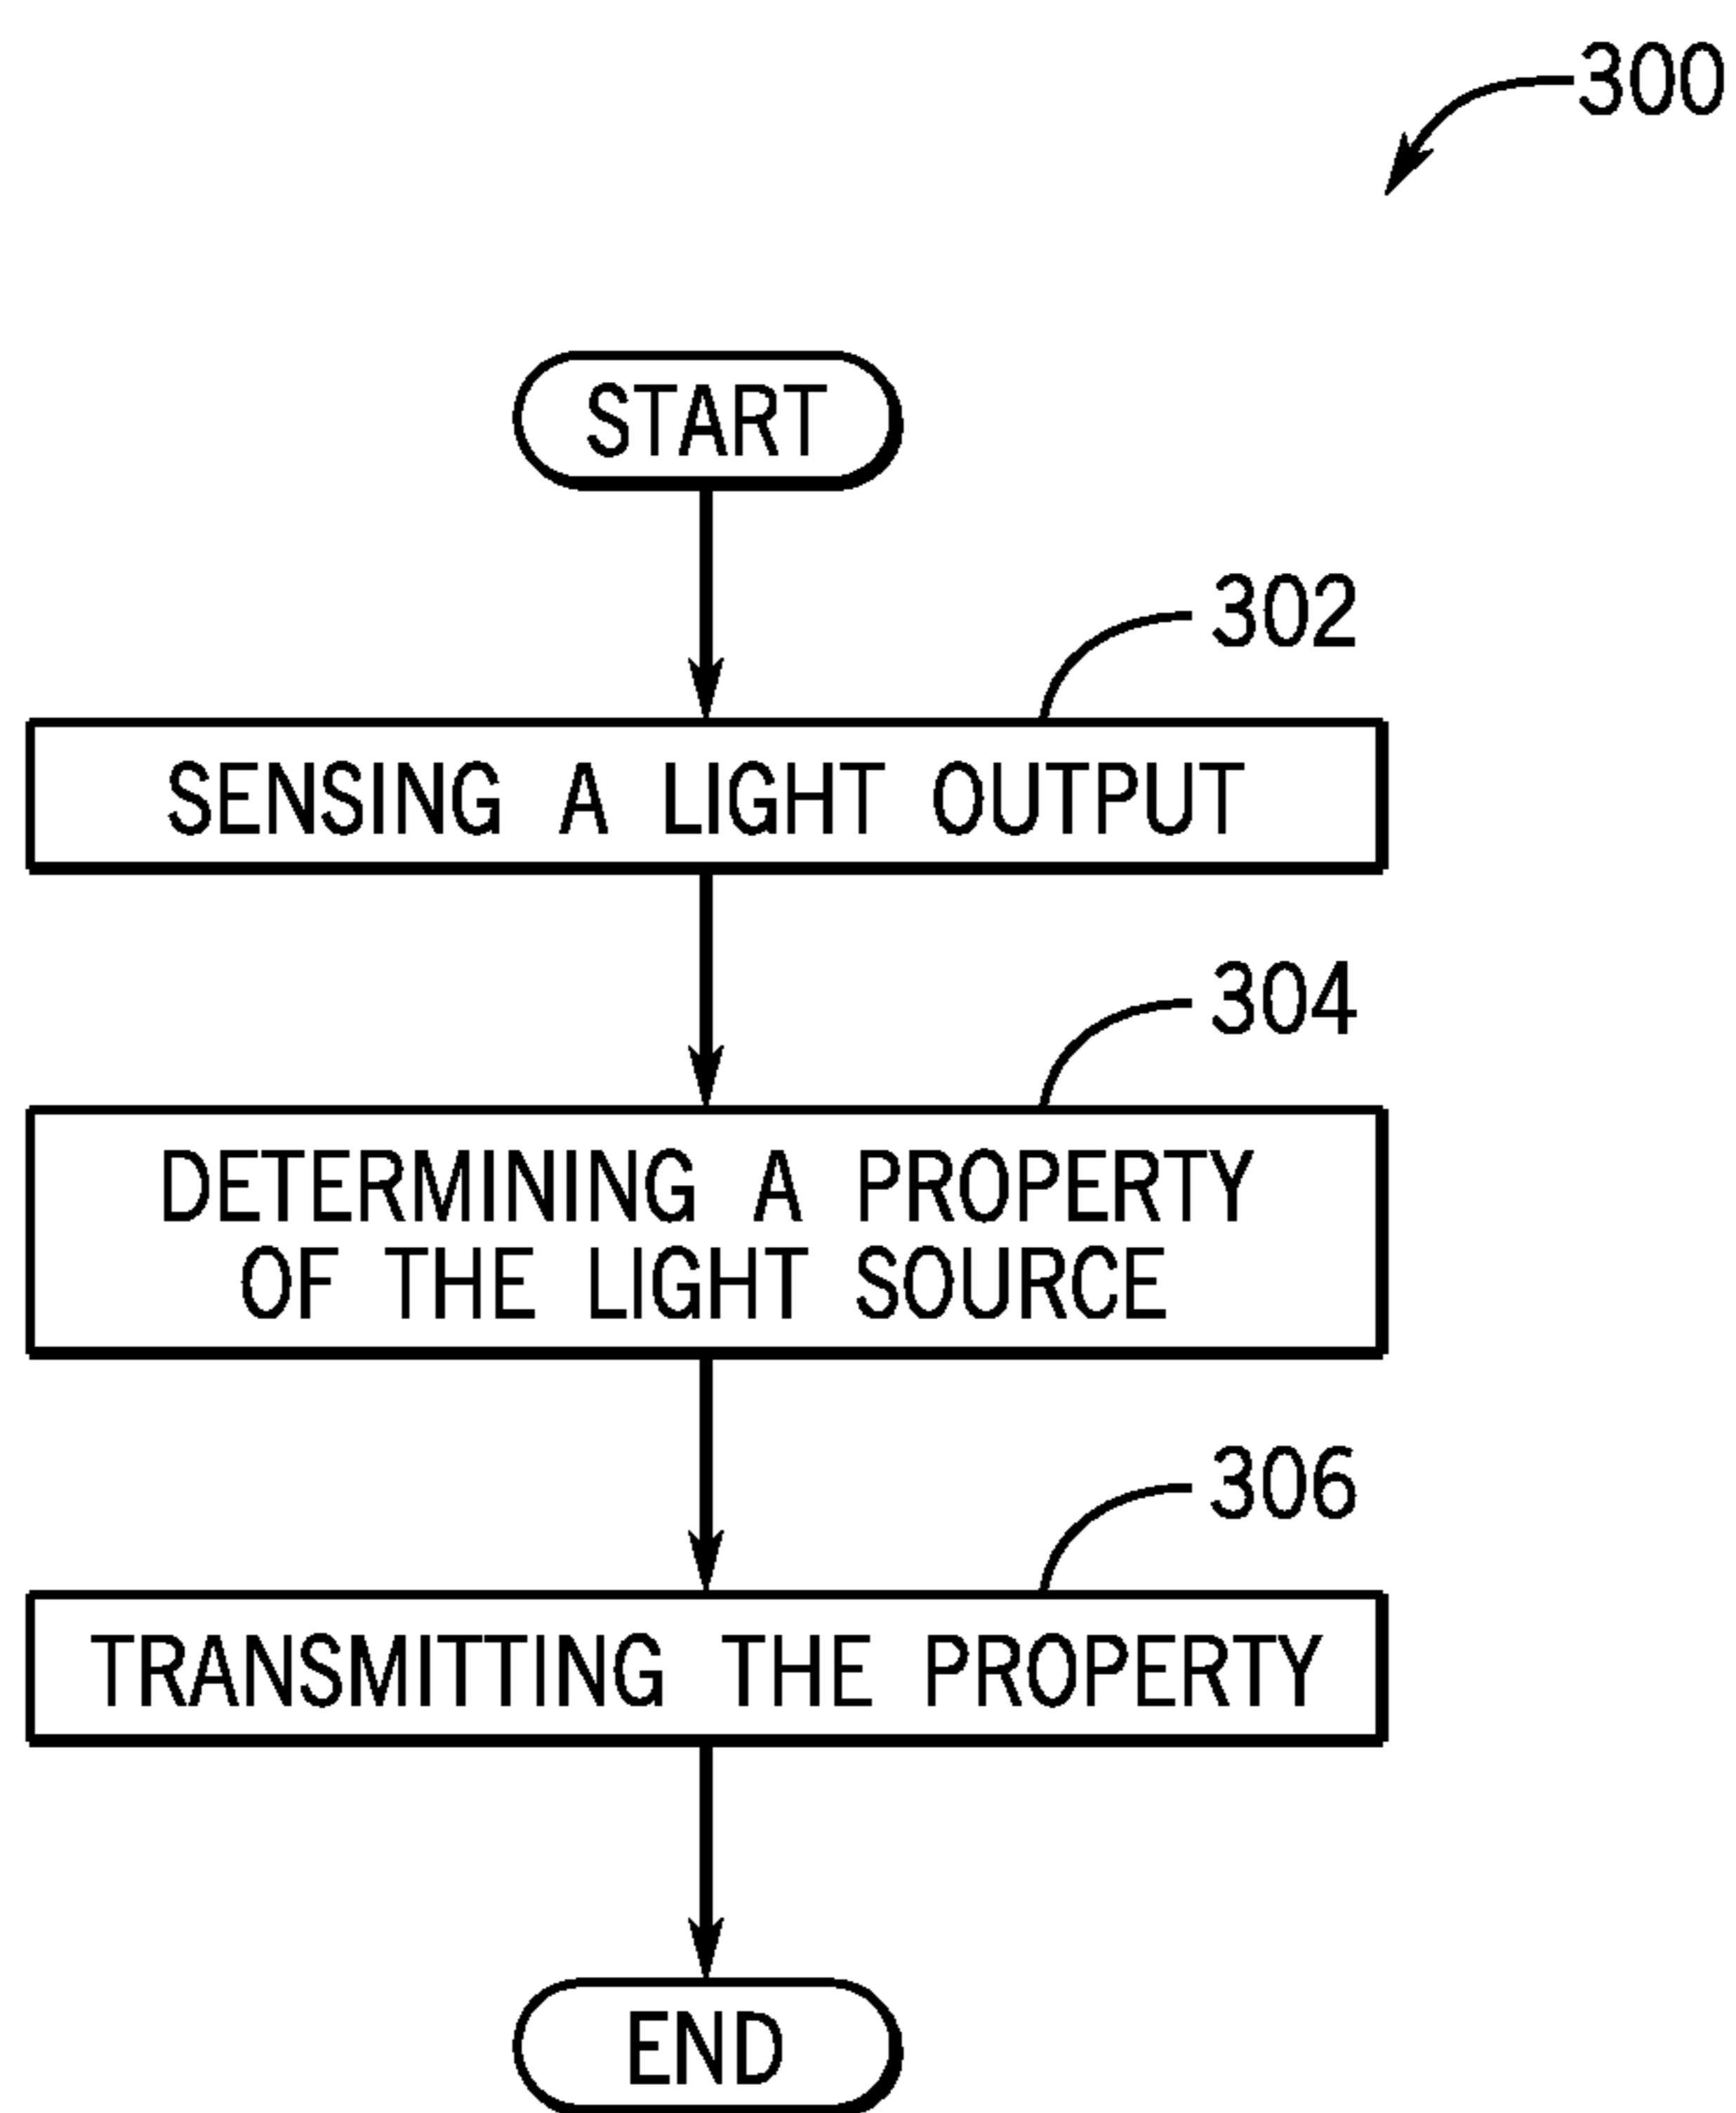 300
START
302
SENSING A LIGHT OUTPUT
304
DETERMINING A PROPERTY
OF THE LIGHT SOURCE
306
TRANSMITTING THE PROPERTY
END